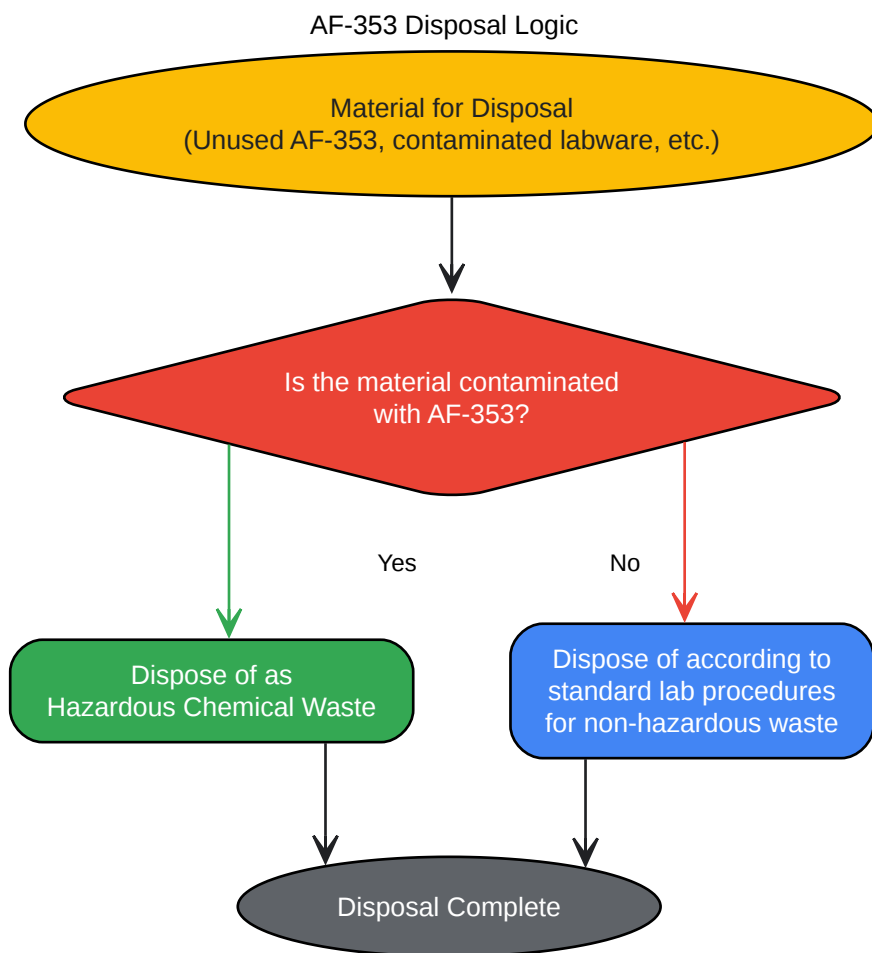 AF-353 Disposal Logic
Material for Disposal
(Unused AF-353, contaminated labware, etc.)
Is the material contaminated
with AF-353?
Yes
No
Dispose of as
Hazardous Chemical Waste
Dispose of according to
standard lab procedures
for non-hazardous waste
Disposal Complete